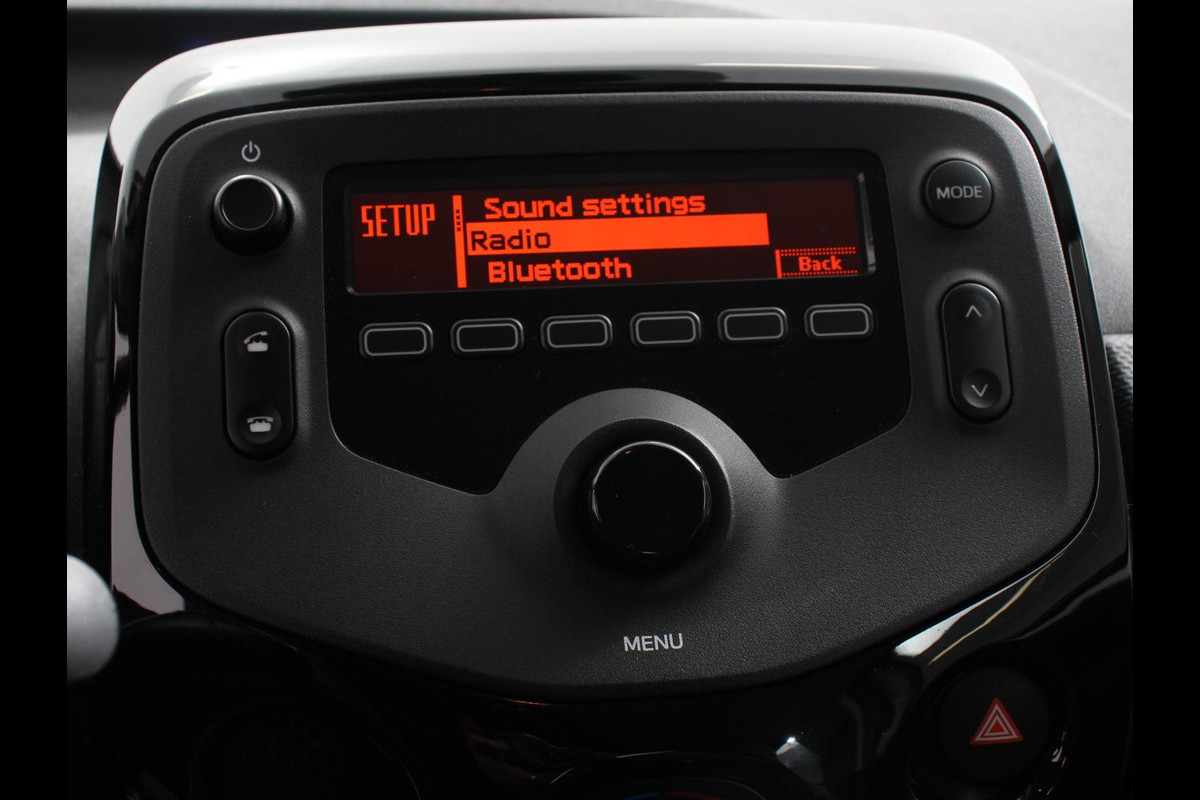 SETUP
Sound settings
Radio
Bluetooth
Back
MODE
MENU